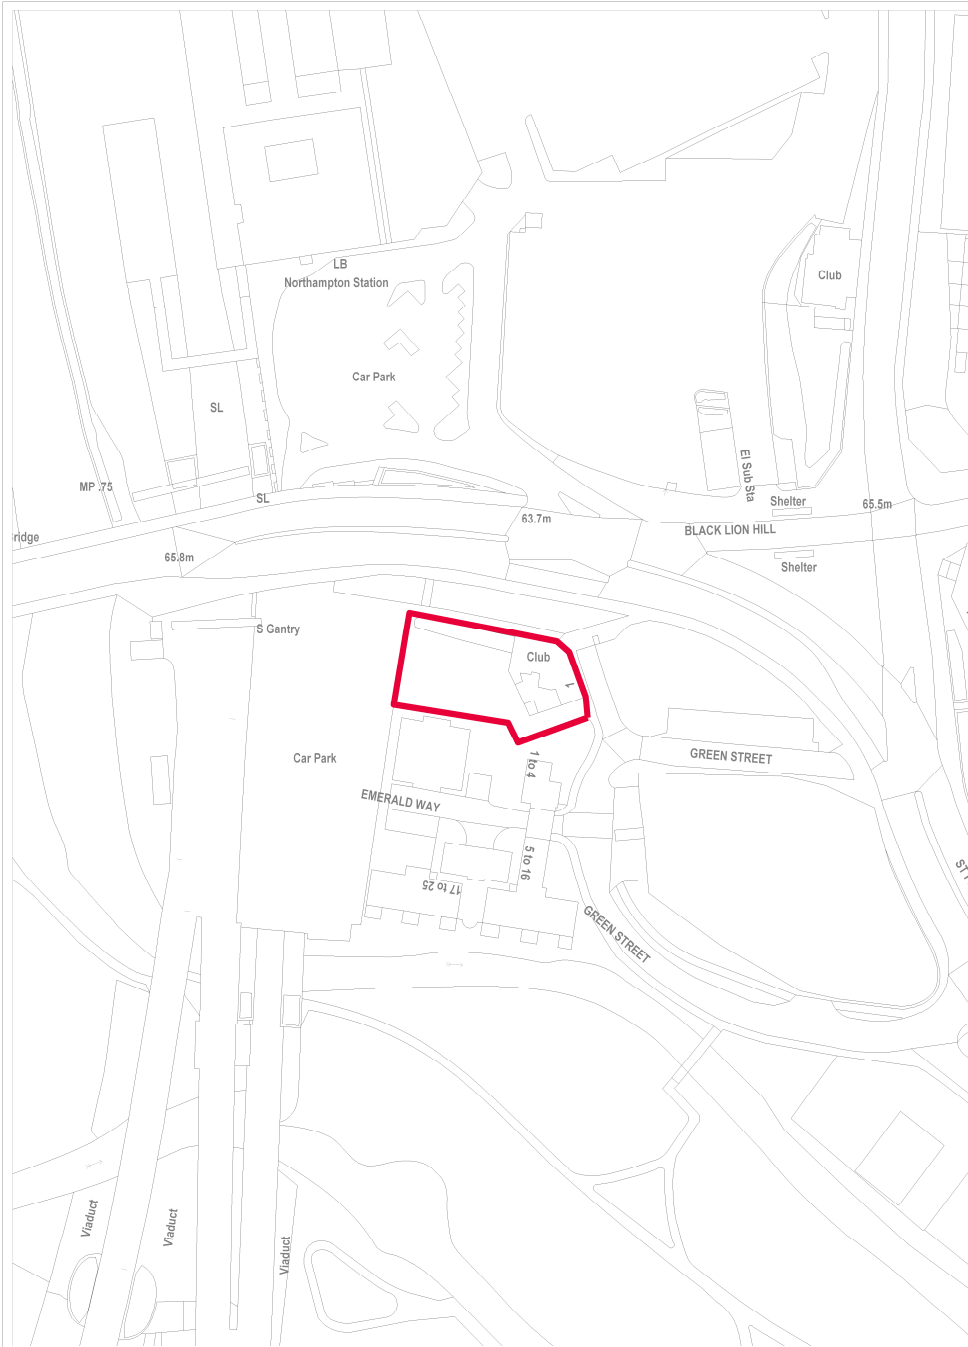 LB
Northampton Station
Club
Car Park
SL
El Sub Sta
MP .75
SL
Shelter
65.5m
63.7m
BLACK LION HILL
ridge
65.8m
Shelter
S Gantry
Club
1
Car Park
1 to 4
GREEN STREET
EMERALD WAY
5 to 16
17 to 25
ST
GREEN STREET
Viaduct
Viaduct
Viaduct